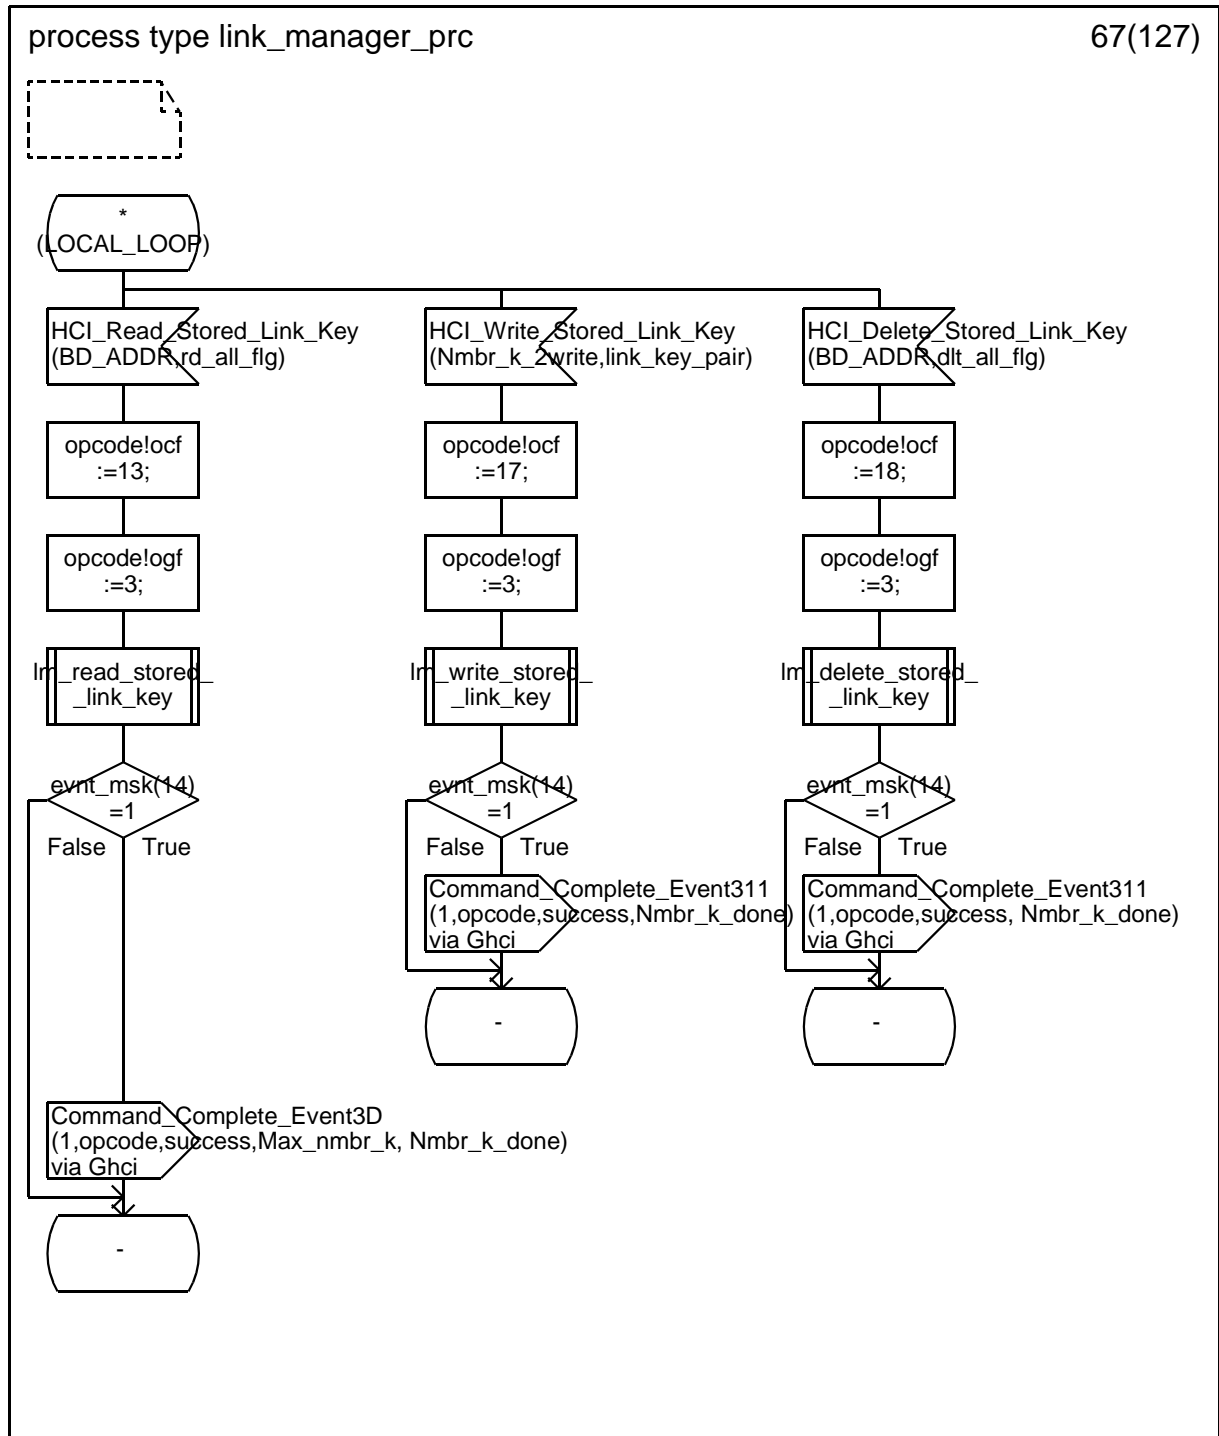 process type link_manager_prc
67(127)
*
(LOCAL_LOOP)
HCI_Read_Stored_Link_Key
(BD_ADDR,rd_all_flg)
opcode!ocf
:=13;
opcode!ogf
:=3;
lm_read_stored_
_link_key
evnt_msk(14)
=1
False
True
Command_Complete_Event3D
(1,opcode,success,Max_nmbr_k, Nmbr_k_done)
via Ghci
-
HCI_Write_Stored_Link_Key
(Nmbr_k_2write,link_key_pair)
opcode!ocf
:=17;
opcode!ogf
:=3;
lm_write_stored_
_link_key
evnt_msk(14)
=1
False
True
Command_Complete_Event311
(1,opcode,success,Nmbr_k_done)
via Ghci
-
HCI_Delete_Stored_Link_Key
(BD_ADDR,dlt_all_flg)
opcode!ocf
:=18;
opcode!ogf
:=3;
lm_delete_stored_
_link_key
evnt_msk(14)
=1
False
True
Command_Complete_Event311
(1,opcode,success, Nmbr_k_done)
via Ghci
-